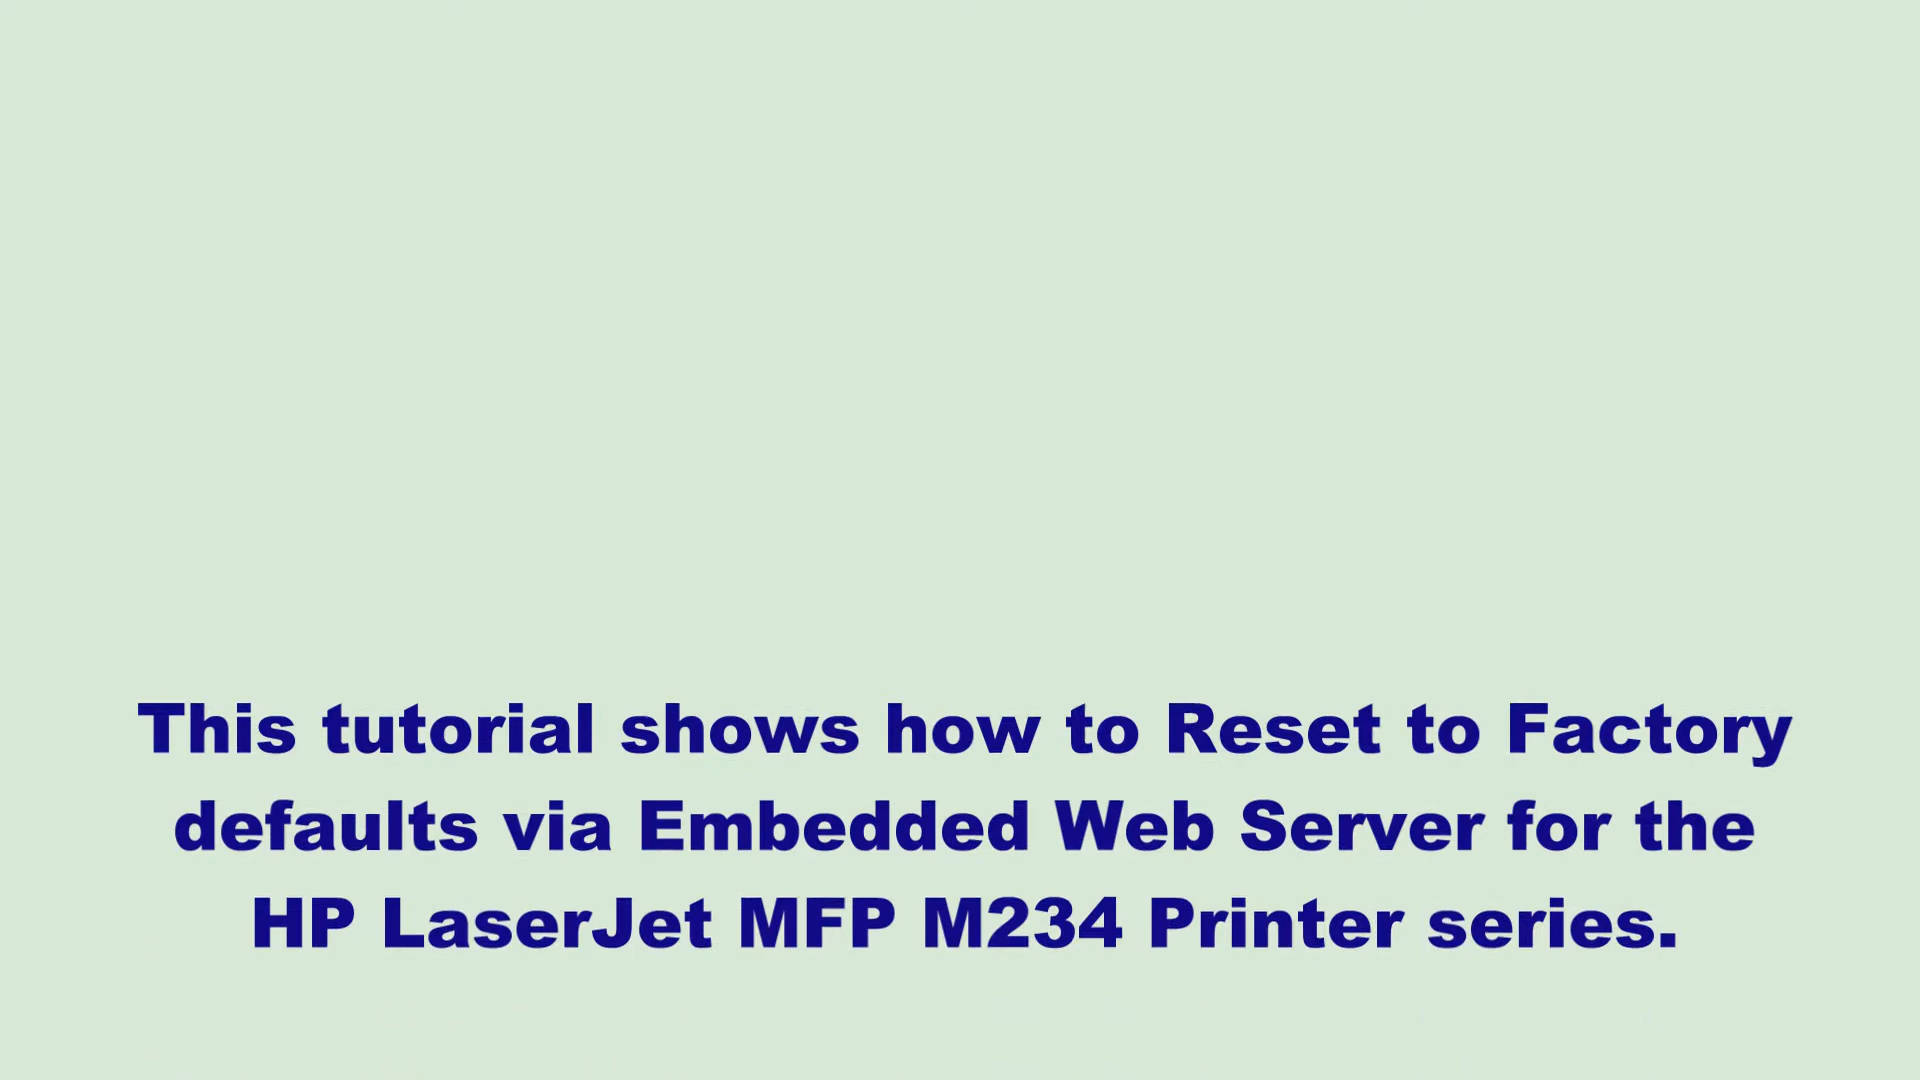 This tutorial shows how to Reset to Factory
defaults via Embedded Web Server for the
HP LaserJet MFP M234 Printer series.